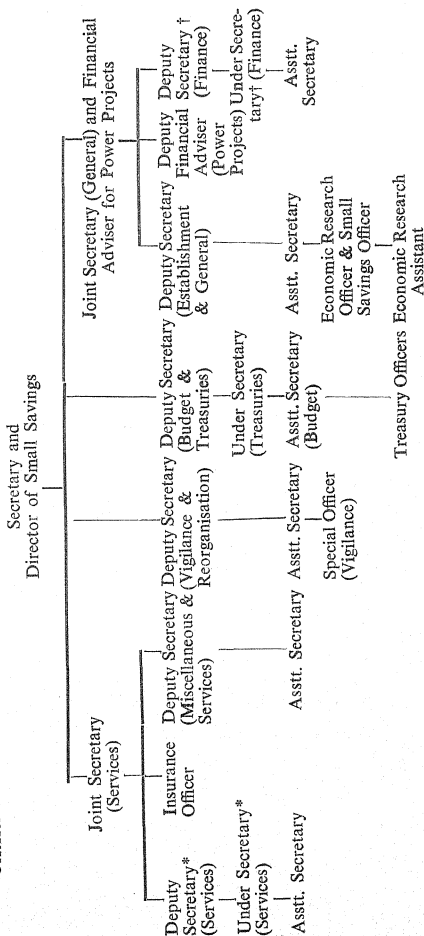 Secretary and
Director of Small Savings
Joint Secretary
(Services)
Joint Secretary (General) and Financial
Adviser for Power Projects
Deputy
Secretary*
(Services)
Insurance
Officer
Deputy Secretary
(Miscellaneous &
Services)
Deputy Secretary
(Vigilance &
Reorganisation)
Deputy Secretary
(Budget &
Treasuries)
Deputy Secretary
(Establishment
& General)
Deputy
Financial
Adviser
(Power
Projects)
Deputy
Secretary †
(Finance)
Under Secretary*
(Services)
Under Secretary
(Treasuries)
Under Secre-
tary† (Finance)
Asstt. Secretary
Asstt. Secretary
Asstt. Secretary
Asstt. Secretary
(Budget)
Asstt. Secretary
Asstt.
Secretary
Special Officer
(Vigilance)
Economic Research
Officer & Small
Savings Officer
Treasury Officers
Economic Research
Assistant